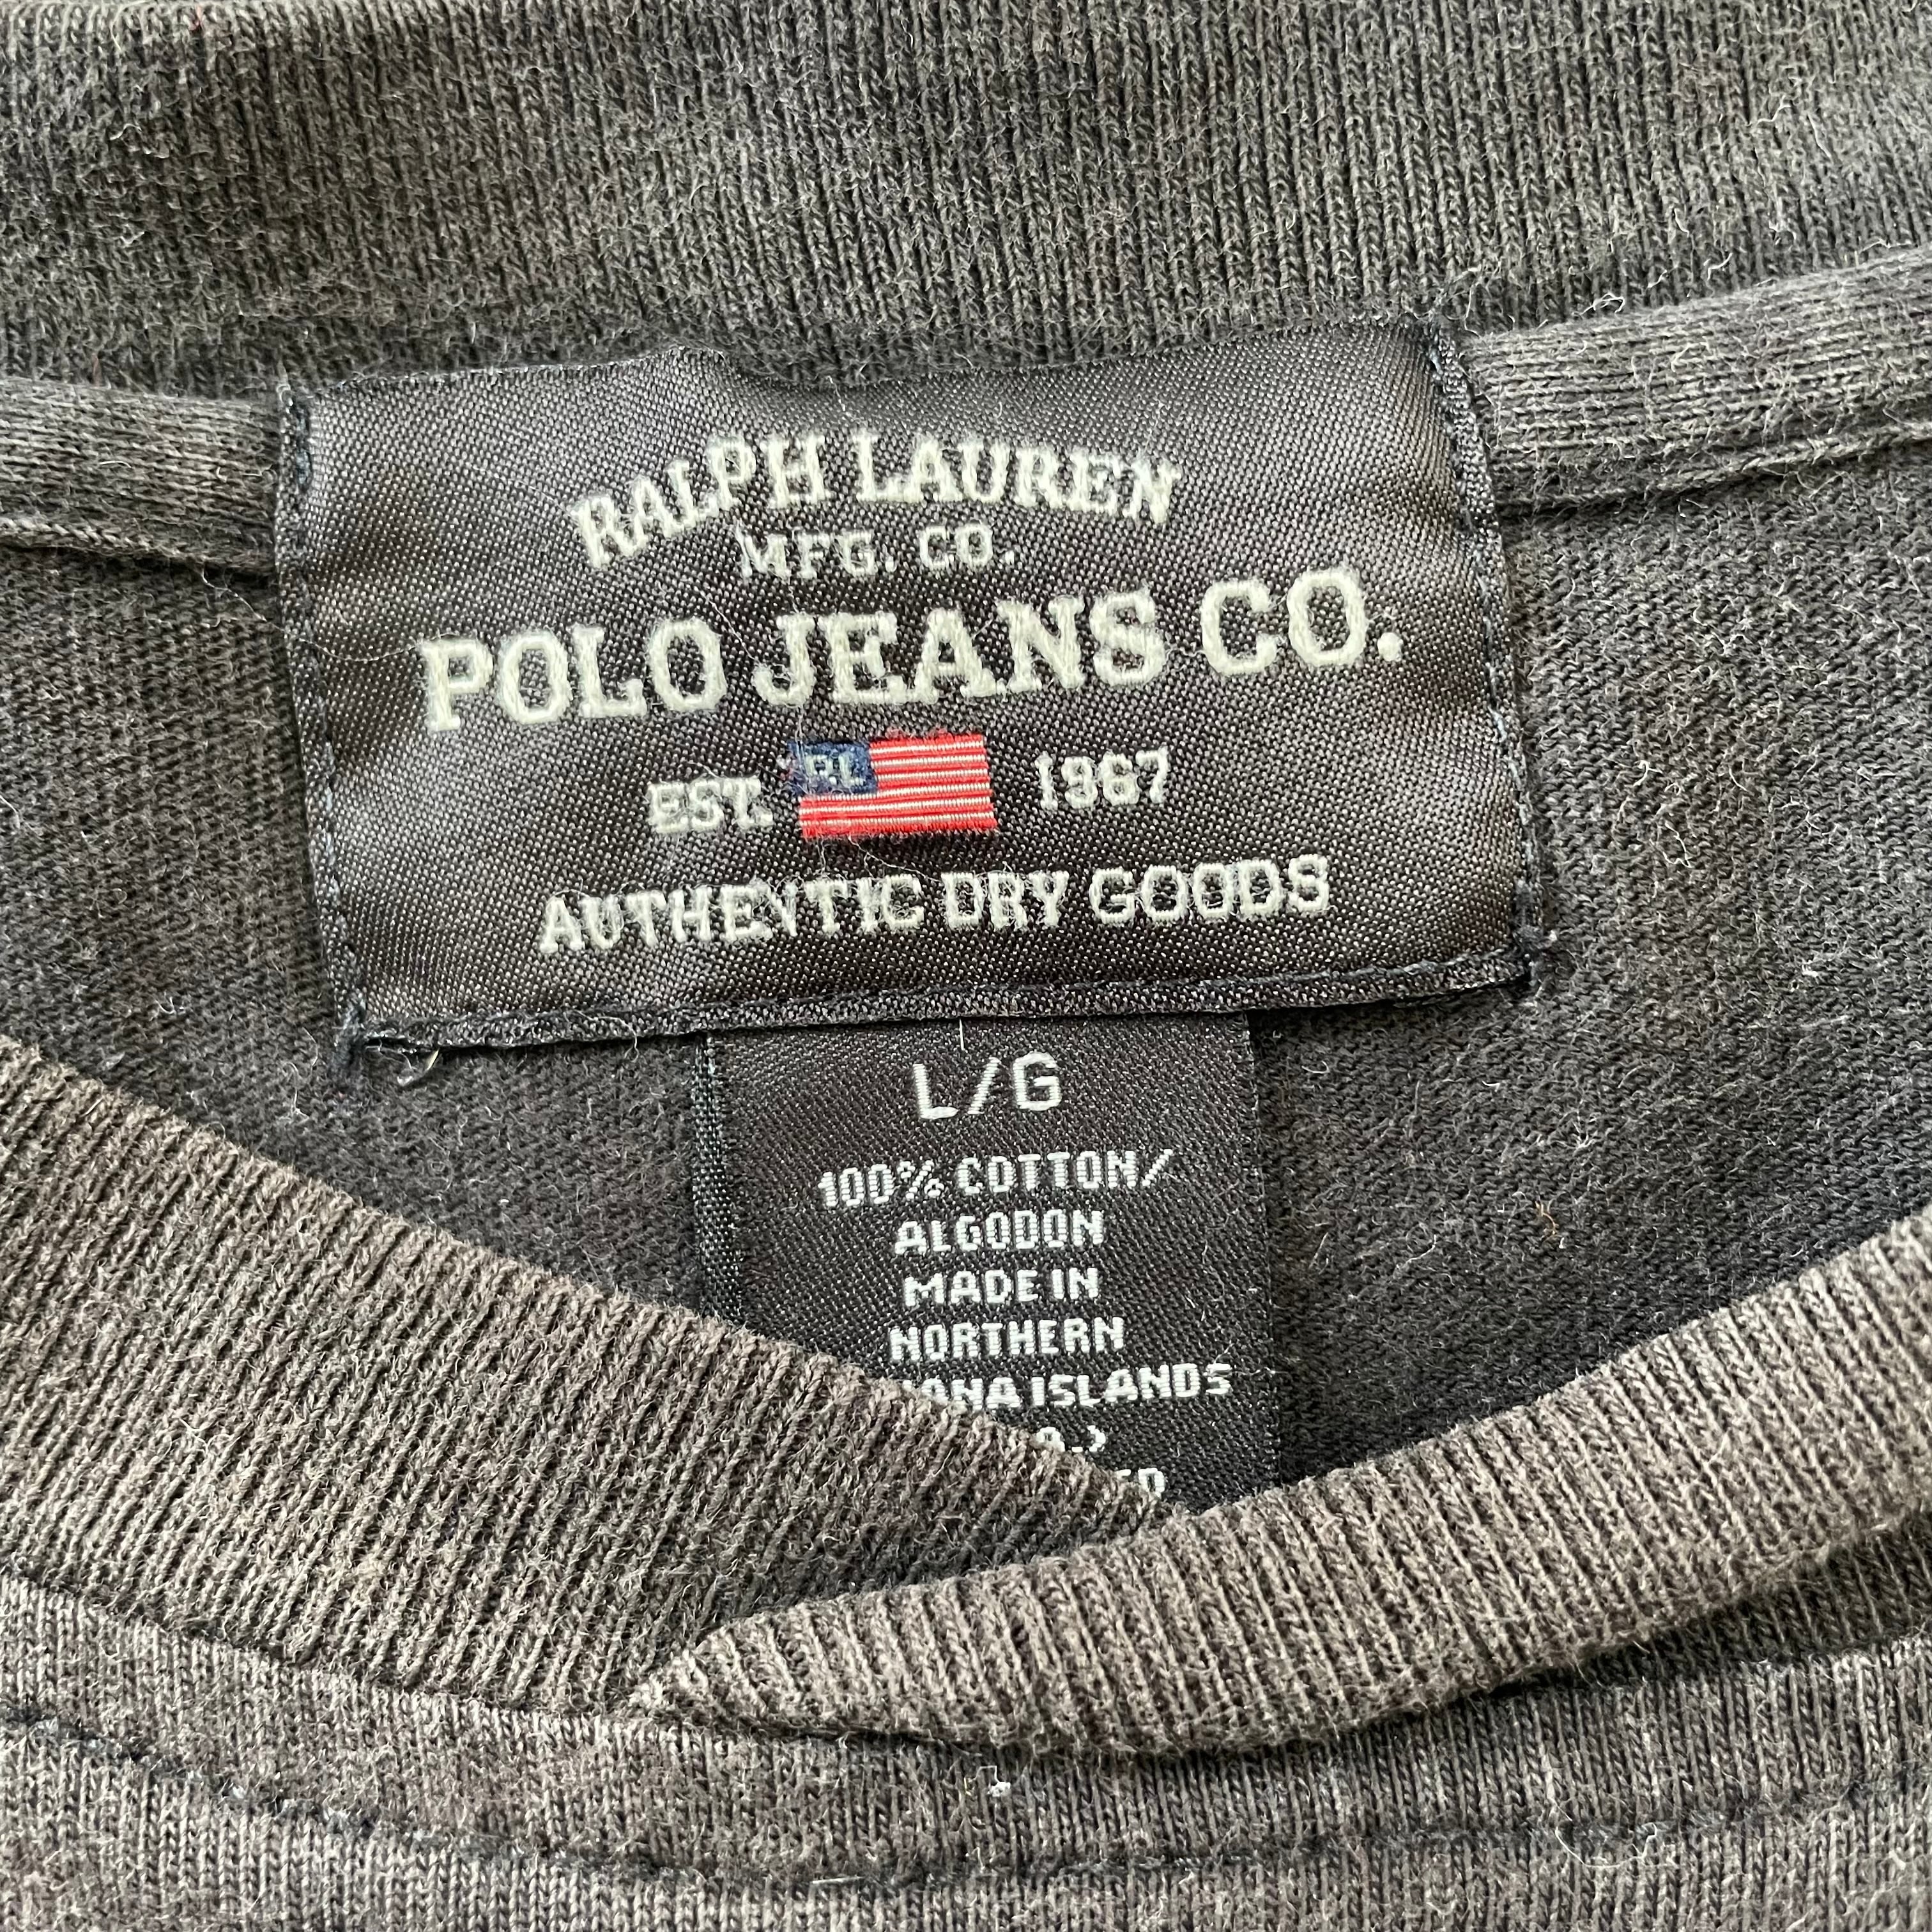 RALPH LAUREN
MFG. CO.
POLO JEANS CO.
EST. RL 1967
AUTHENTIC DRY GOODS
L/G
100% COTTON/
ALGODON
MADE IN
NORTHERN
ISLANDS